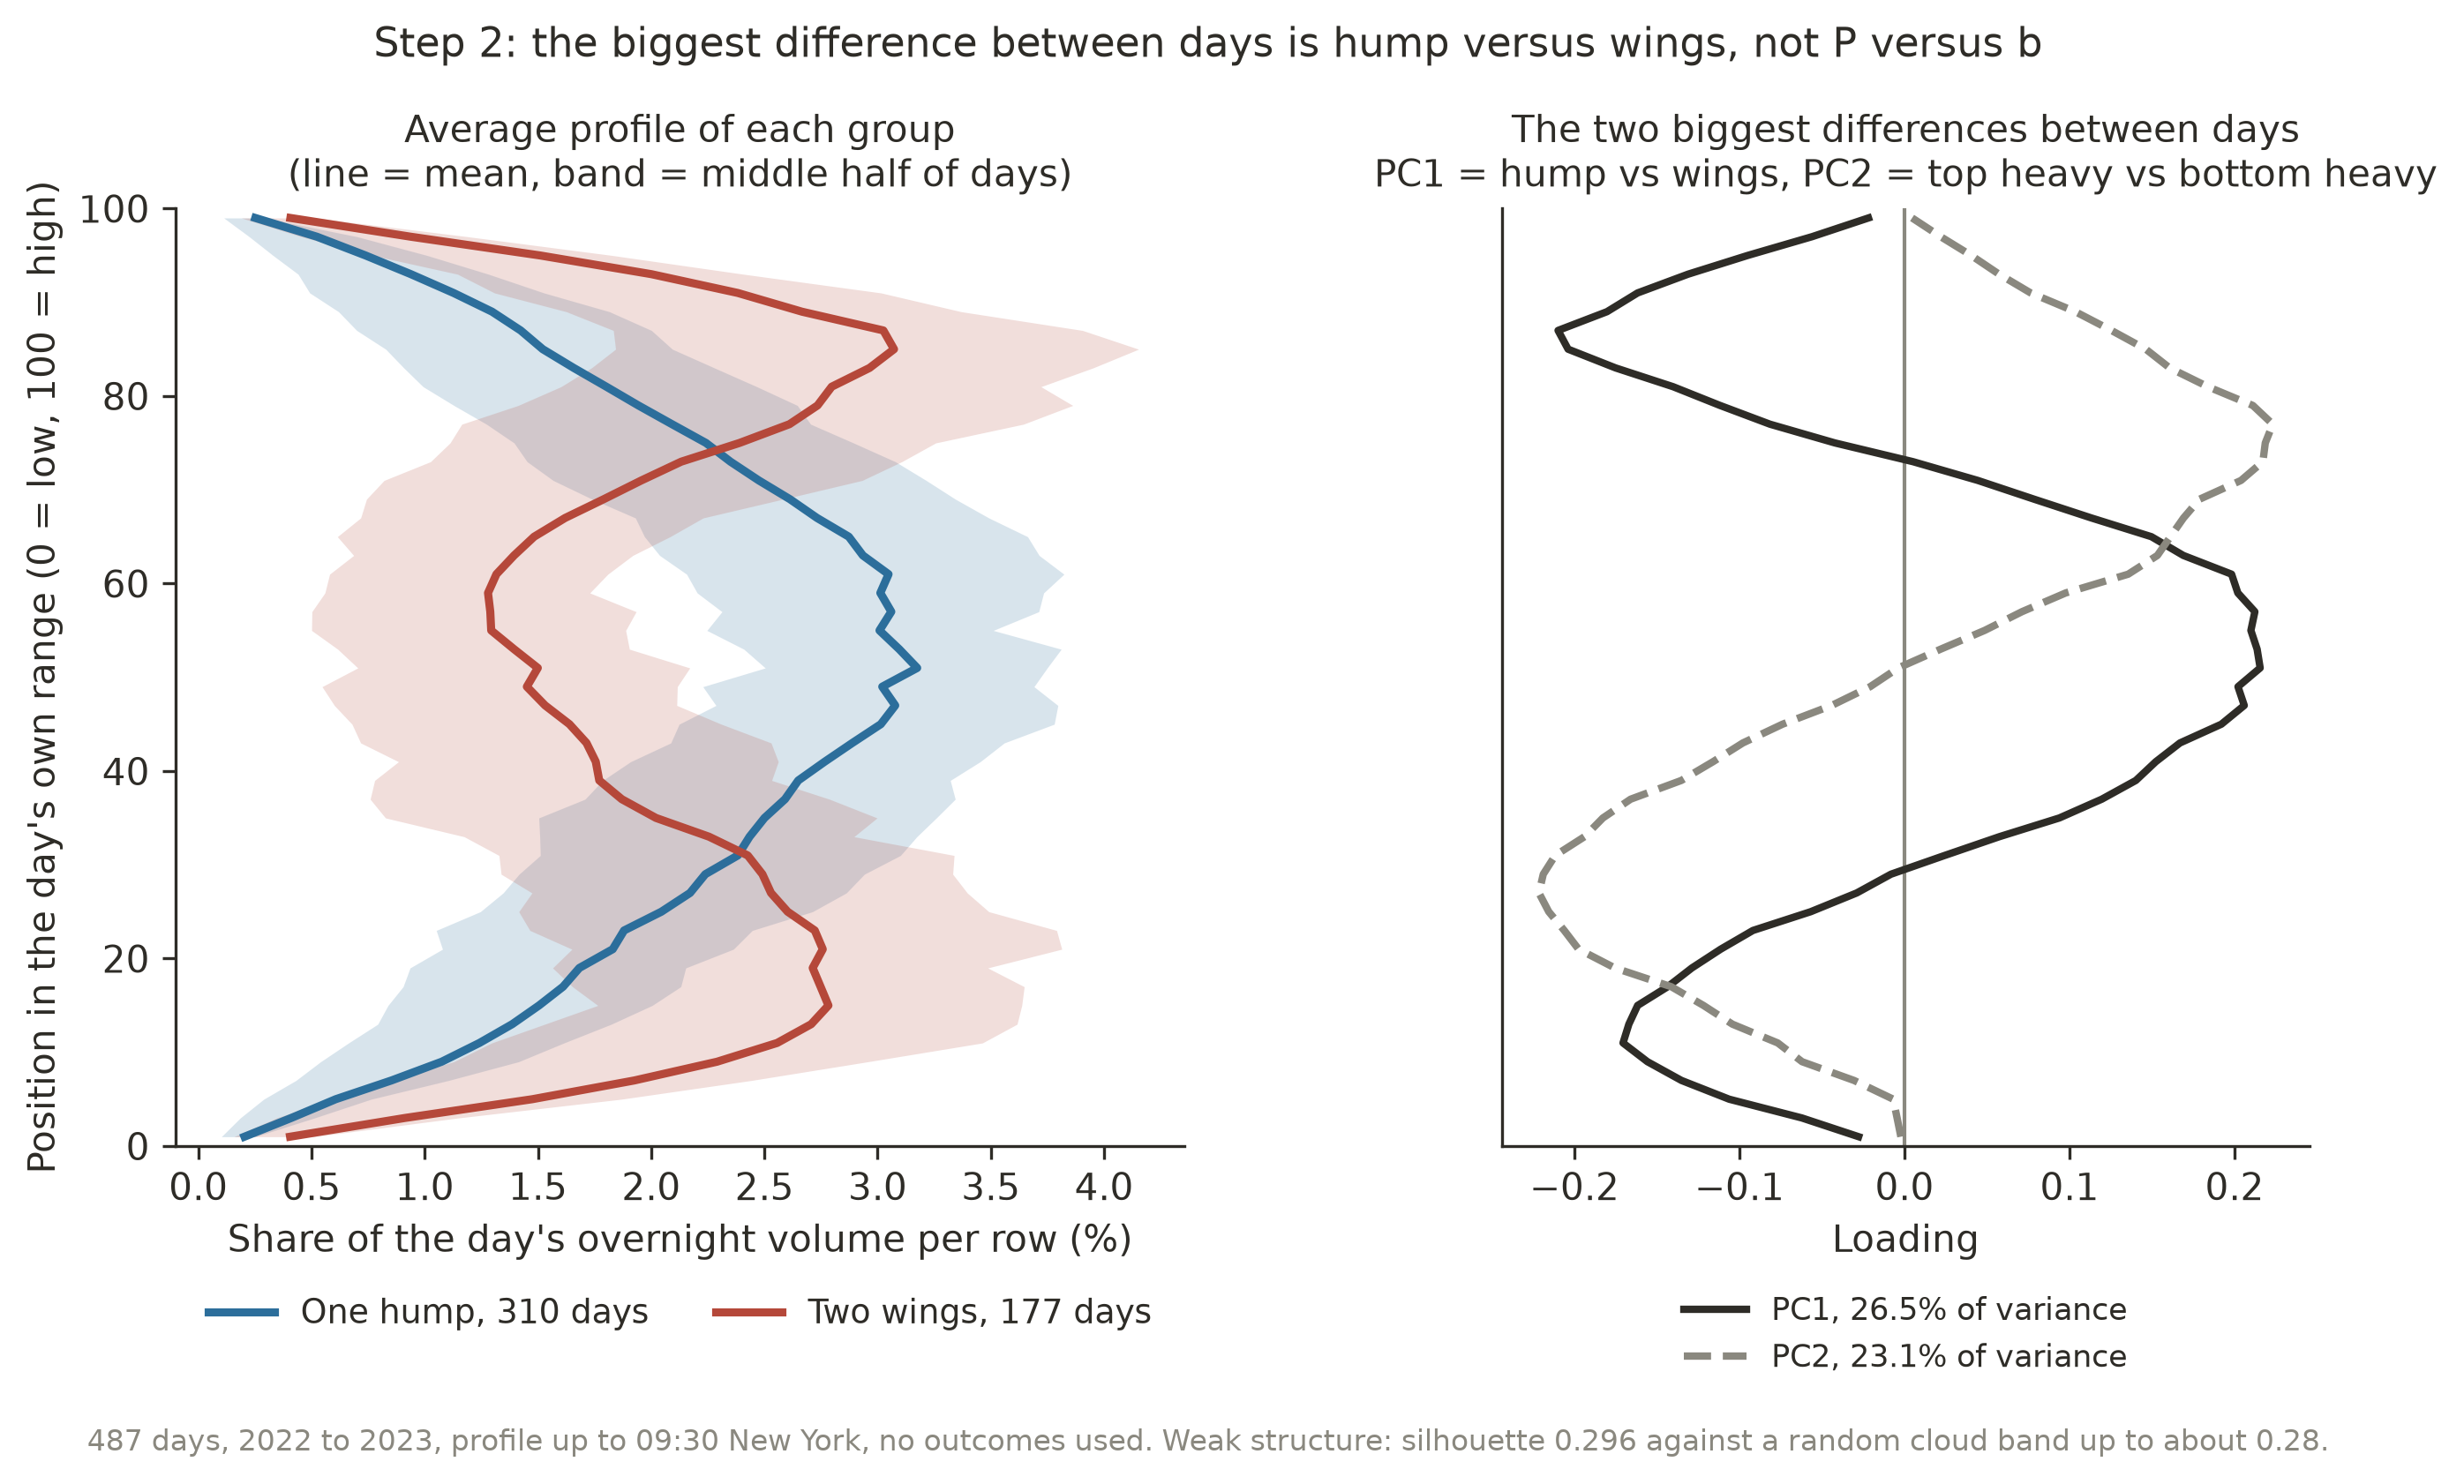 Step 2: the biggest difference between days is hump versus wings, not P versus b
Average profile of each group
(line = mean, band = middle half of days)
Position in the day's own range (0 = low, 100 = high)
100
80
60
40
20
0
0.0 0.5 1.0 1.5 2.0 2.5 3.0 3.5 4.0
Share of the day's overnight volume per row (%)
One hump, 310 days
Two wings, 177 days
The two biggest differences between days
PC1 = hump vs wings, PC2 = top heavy vs bottom heavy
−0.2 −0.1 0.0 0.1 0.2
Loading
PC1, 26.5% of variance
PC2, 23.1% of variance
487 days, 2022 to 2023, profile up to 09:30 New York, no outcomes used. Weak structure: silhouette 0.296 against a random cloud band up to about 0.28.